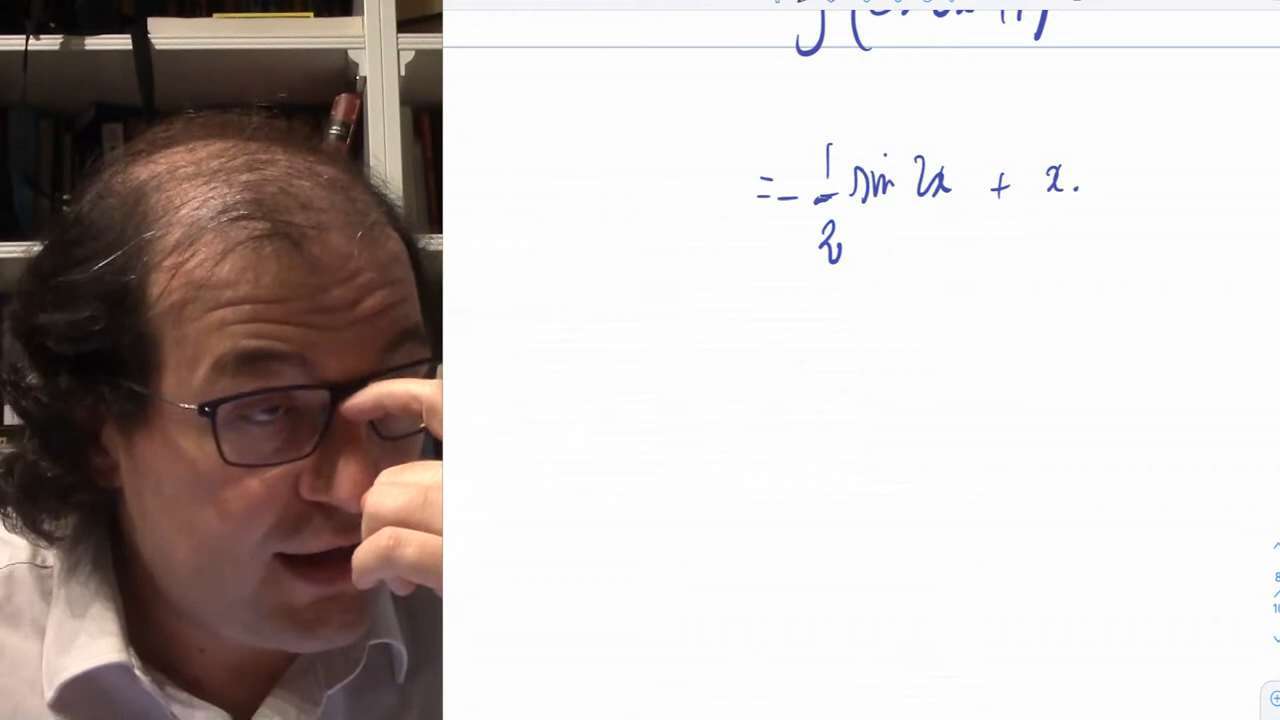 = - 1/2 sin 2x + x.